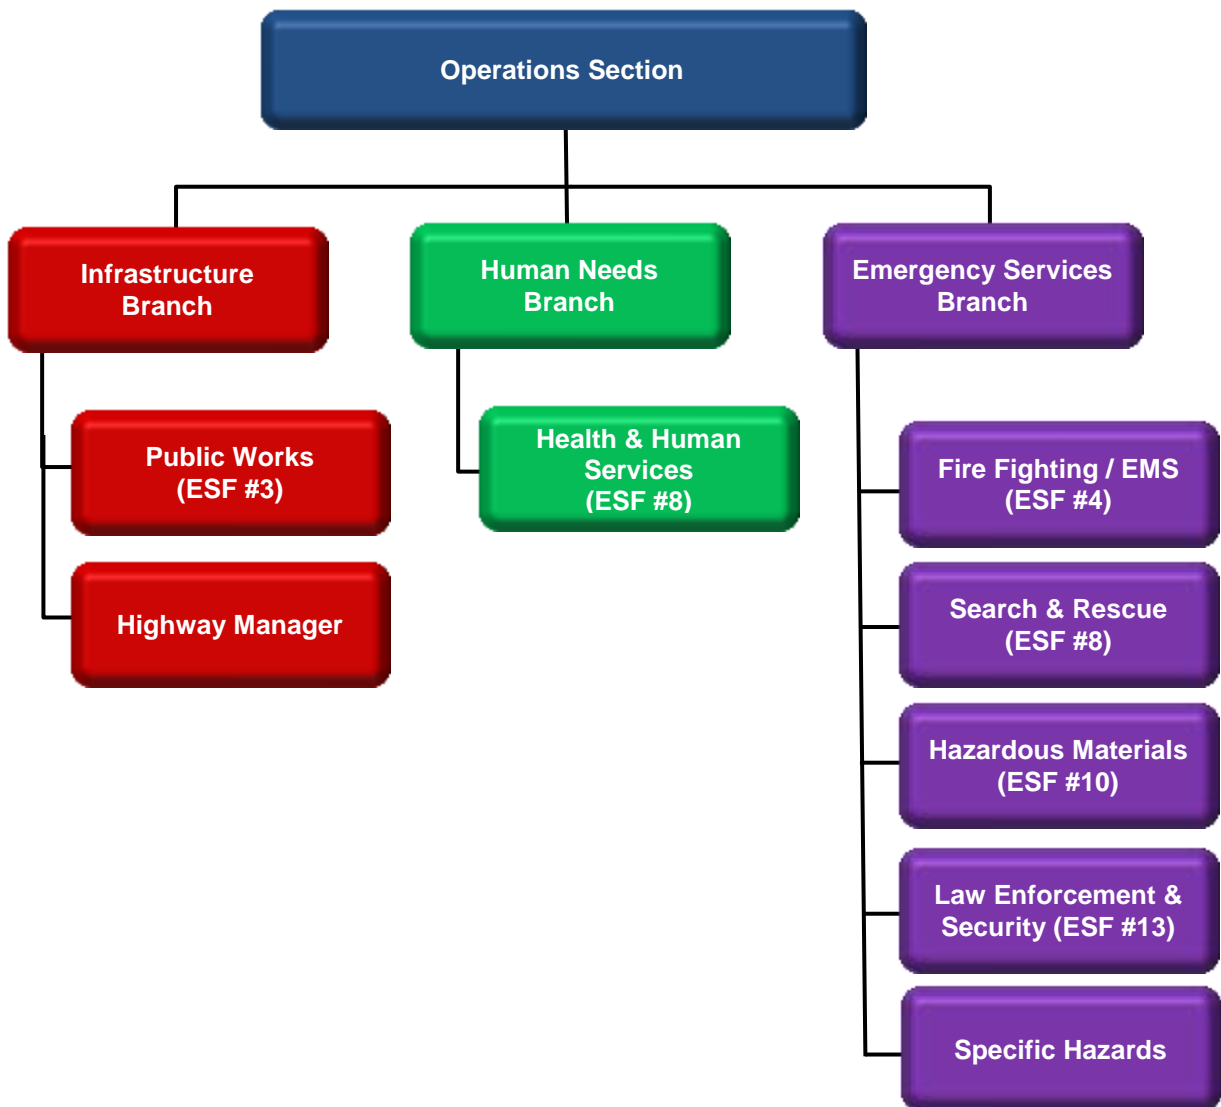 Operations Section
Infrastructure
Branch
Human Needs
Branch
Emergency Services
Branch
Public Works
(ESF #3)
Highway Manager
Health & Human
Services
(ESF #8)
Fire Fighting / EMS
(ESF #4)
Search & Rescue
(ESF #8)
Hazardous Materials
(ESF #10)
Law Enforcement &
Security (ESF #13)
Specific Hazards